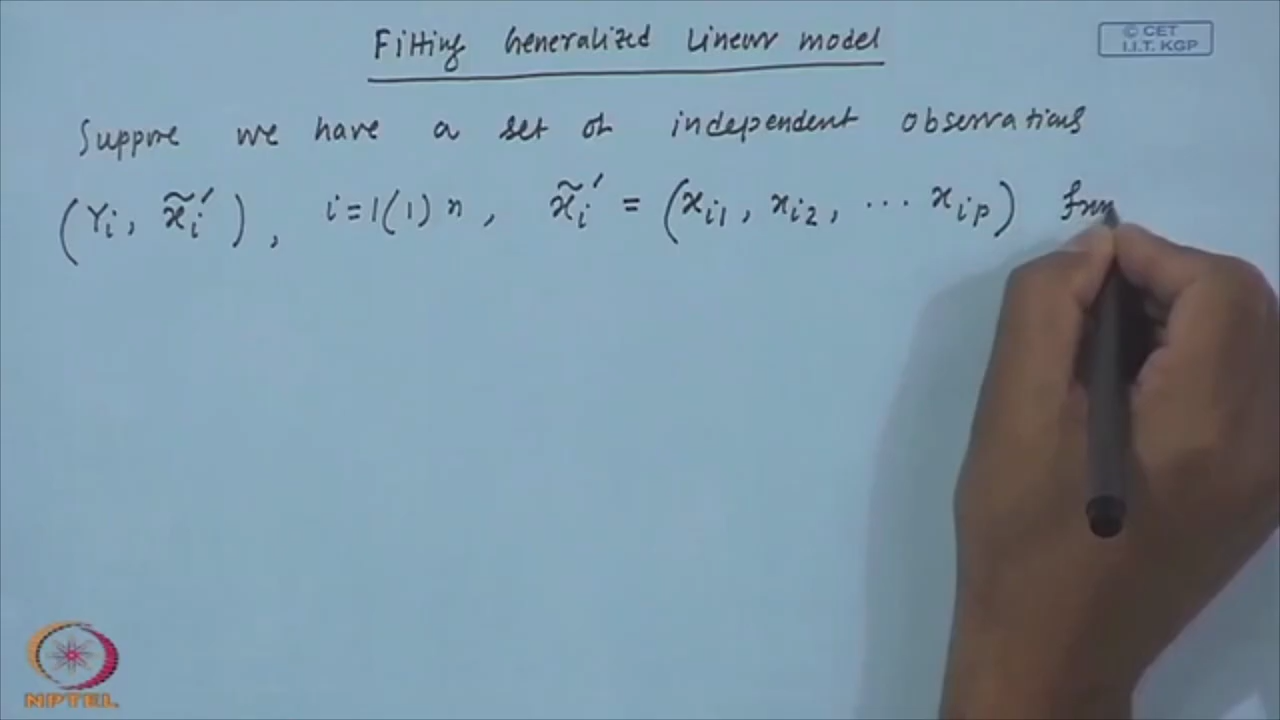 Fitting Generalized Linear model
© CET
I.I.T. KGP
Suppose we have a set of independent observations
(Yᵢ, x̃ᵢ′), i = 1(1) n, x̃ᵢ′ = (xᵢ₁, xᵢ₂, ... xᵢₚ) from
NPTEL